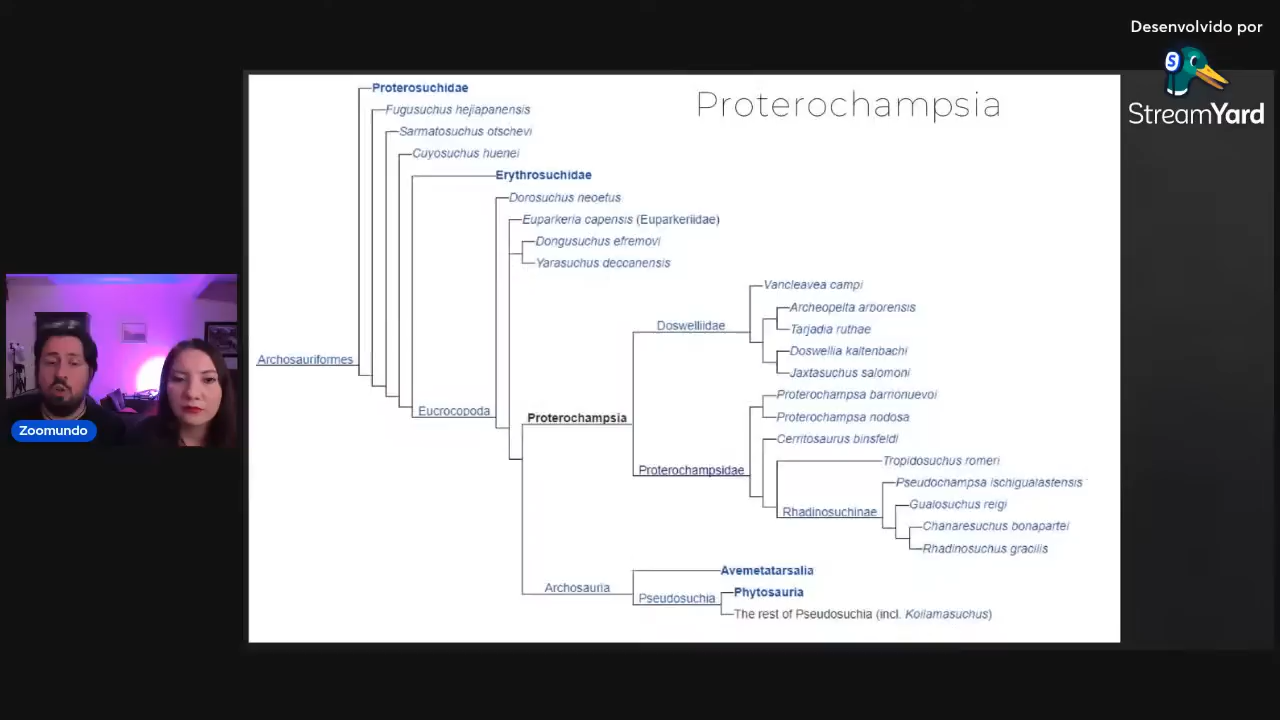 Desenvolvido por
StreamYard
Proterochampsia
Proterosuchidae
Fugusuchus hejiapanensis
Sarmatosuchus otschevi
Cuyosuchus huenei
Erythrosuchidae
Dorosuchus neoetus
Euparkeria capensis (Euparkeriidae)
Dongusuchus efremovi
Yarasuchus deccanensis
Vancleavea campi
Archeopelta arborensis
Doswelliidae
Tarjadia ruthae
Doswellia kaltenbachi
Archosauriformes
Jaxtasuchus salomoni
Proterochampsa barrionuevoi
Eucrocopoda
Proterochampsia
Proterochampsa nodosa
Zoomundo
Cerritosaurus binsfeldi
Tropidosuchus romeri
Proterochampsidae
Pseudochampsa ischigualastensis
Gualosuchus reigi
Rhadinosuchinae
Chanaresuchus bonapartei
Rhadinosuchus gracilis
Avemetatarsalia
Archosauria
Phytosauria
Pseudosuchia
The rest of Pseudosuchia (incl. Koilamasuchus)